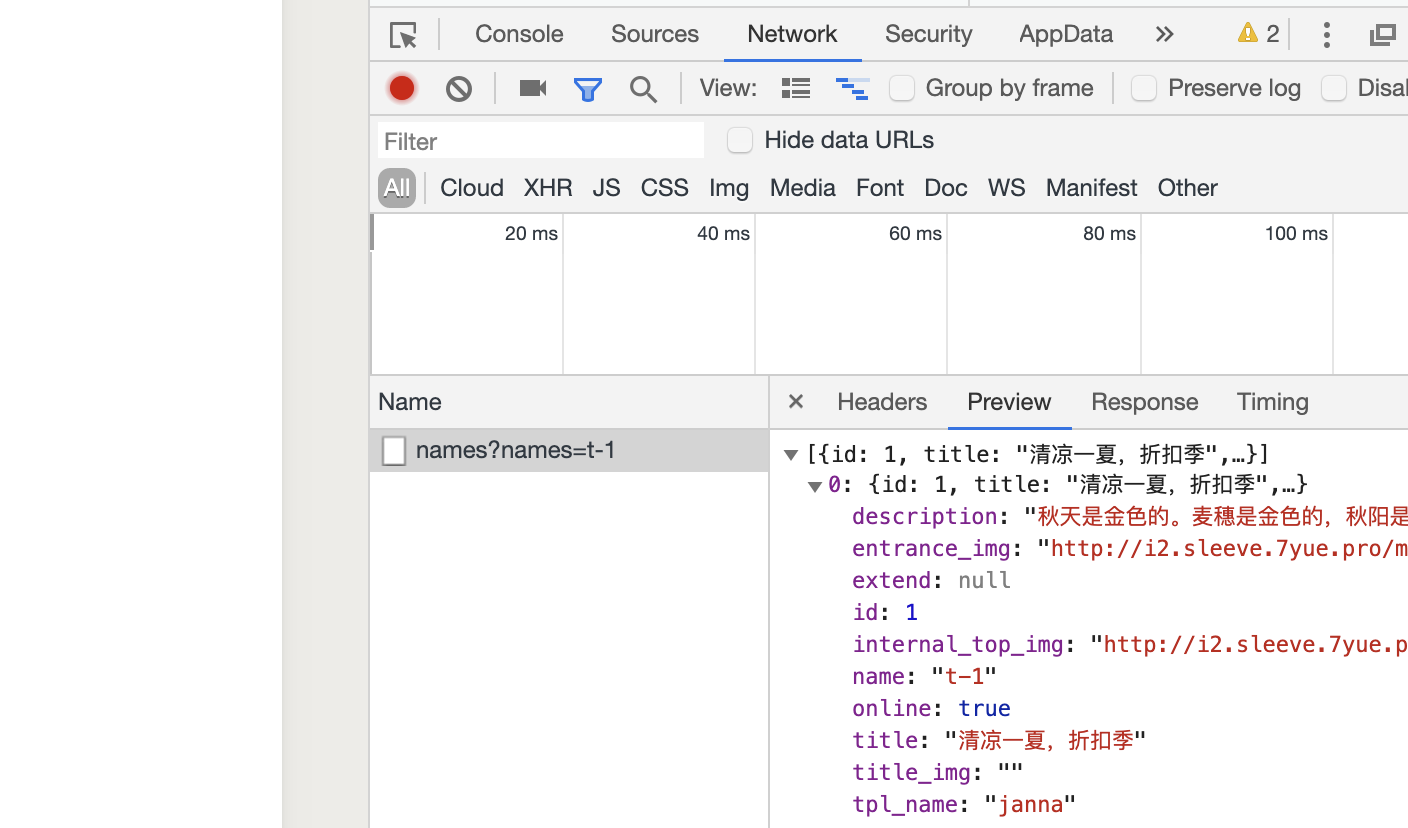 Console Sources Network Security AppData 2
View: Group by frame Preserve log
Filter Hide data URLs
All Cloud XHR JS CSS Img Media Font Doc WS Manifest Other
20 ms 40 ms 60 ms 80 ms 100 ms
Name × Headers Preview Response Timing
names?names=t-1
[{id: 1, title: "清凉一夏，折扣季",…}]
0: {id: 1, title: "清凉一夏，折扣季",…}
description: "秋天是金色的。麦穗是金色的，秋阳是
entrance_img: "http://i2.sleeve.7yue.pro/m
extend: null
id: 1
internal_top_img: "http://i2.sleeve.7yue.p
name: "t-1"
online: true
title: "清凉一夏，折扣季"
title_img: ""
tpl_name: "janna"